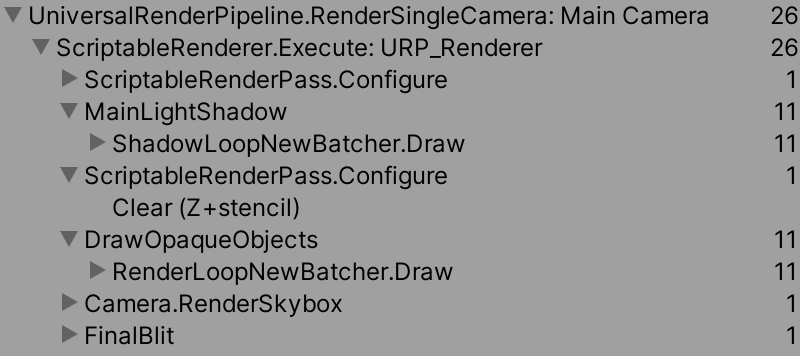 UniversalRenderPipeline.RenderSingleCamera: Main Camera 26
ScriptableRenderer.Execute: URP_Renderer 26
ScriptableRenderPass.Configure 1
MainLightShadow 11
ShadowLoopNewBatcher.Draw 11
ScriptableRenderPass.Configure 1
Clear (Z+stencil)
DrawOpaqueObjects 11
RenderLoopNewBatcher.Draw 11
Camera.RenderSkybox 1
FinalBlit 1